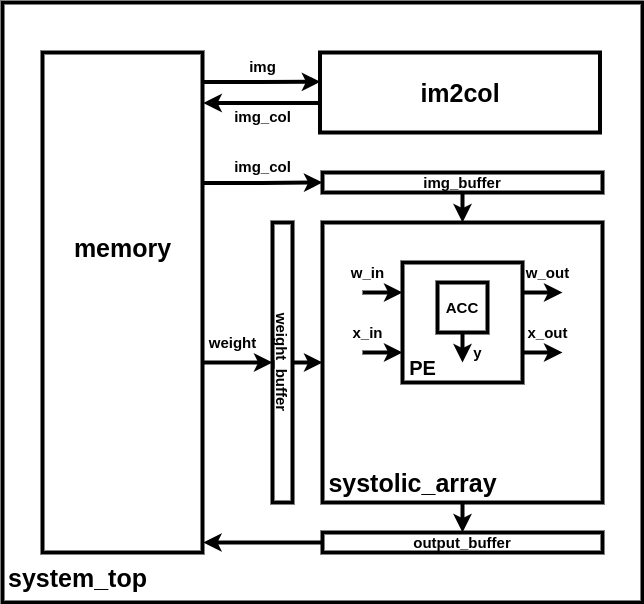 img
im2col
img_col
img_col
img_buffer
memory
w_in
w_out
ACC
x_in
x_out
weight
y
weight_buffer
PE
systolic_array
output_buffer
system_top